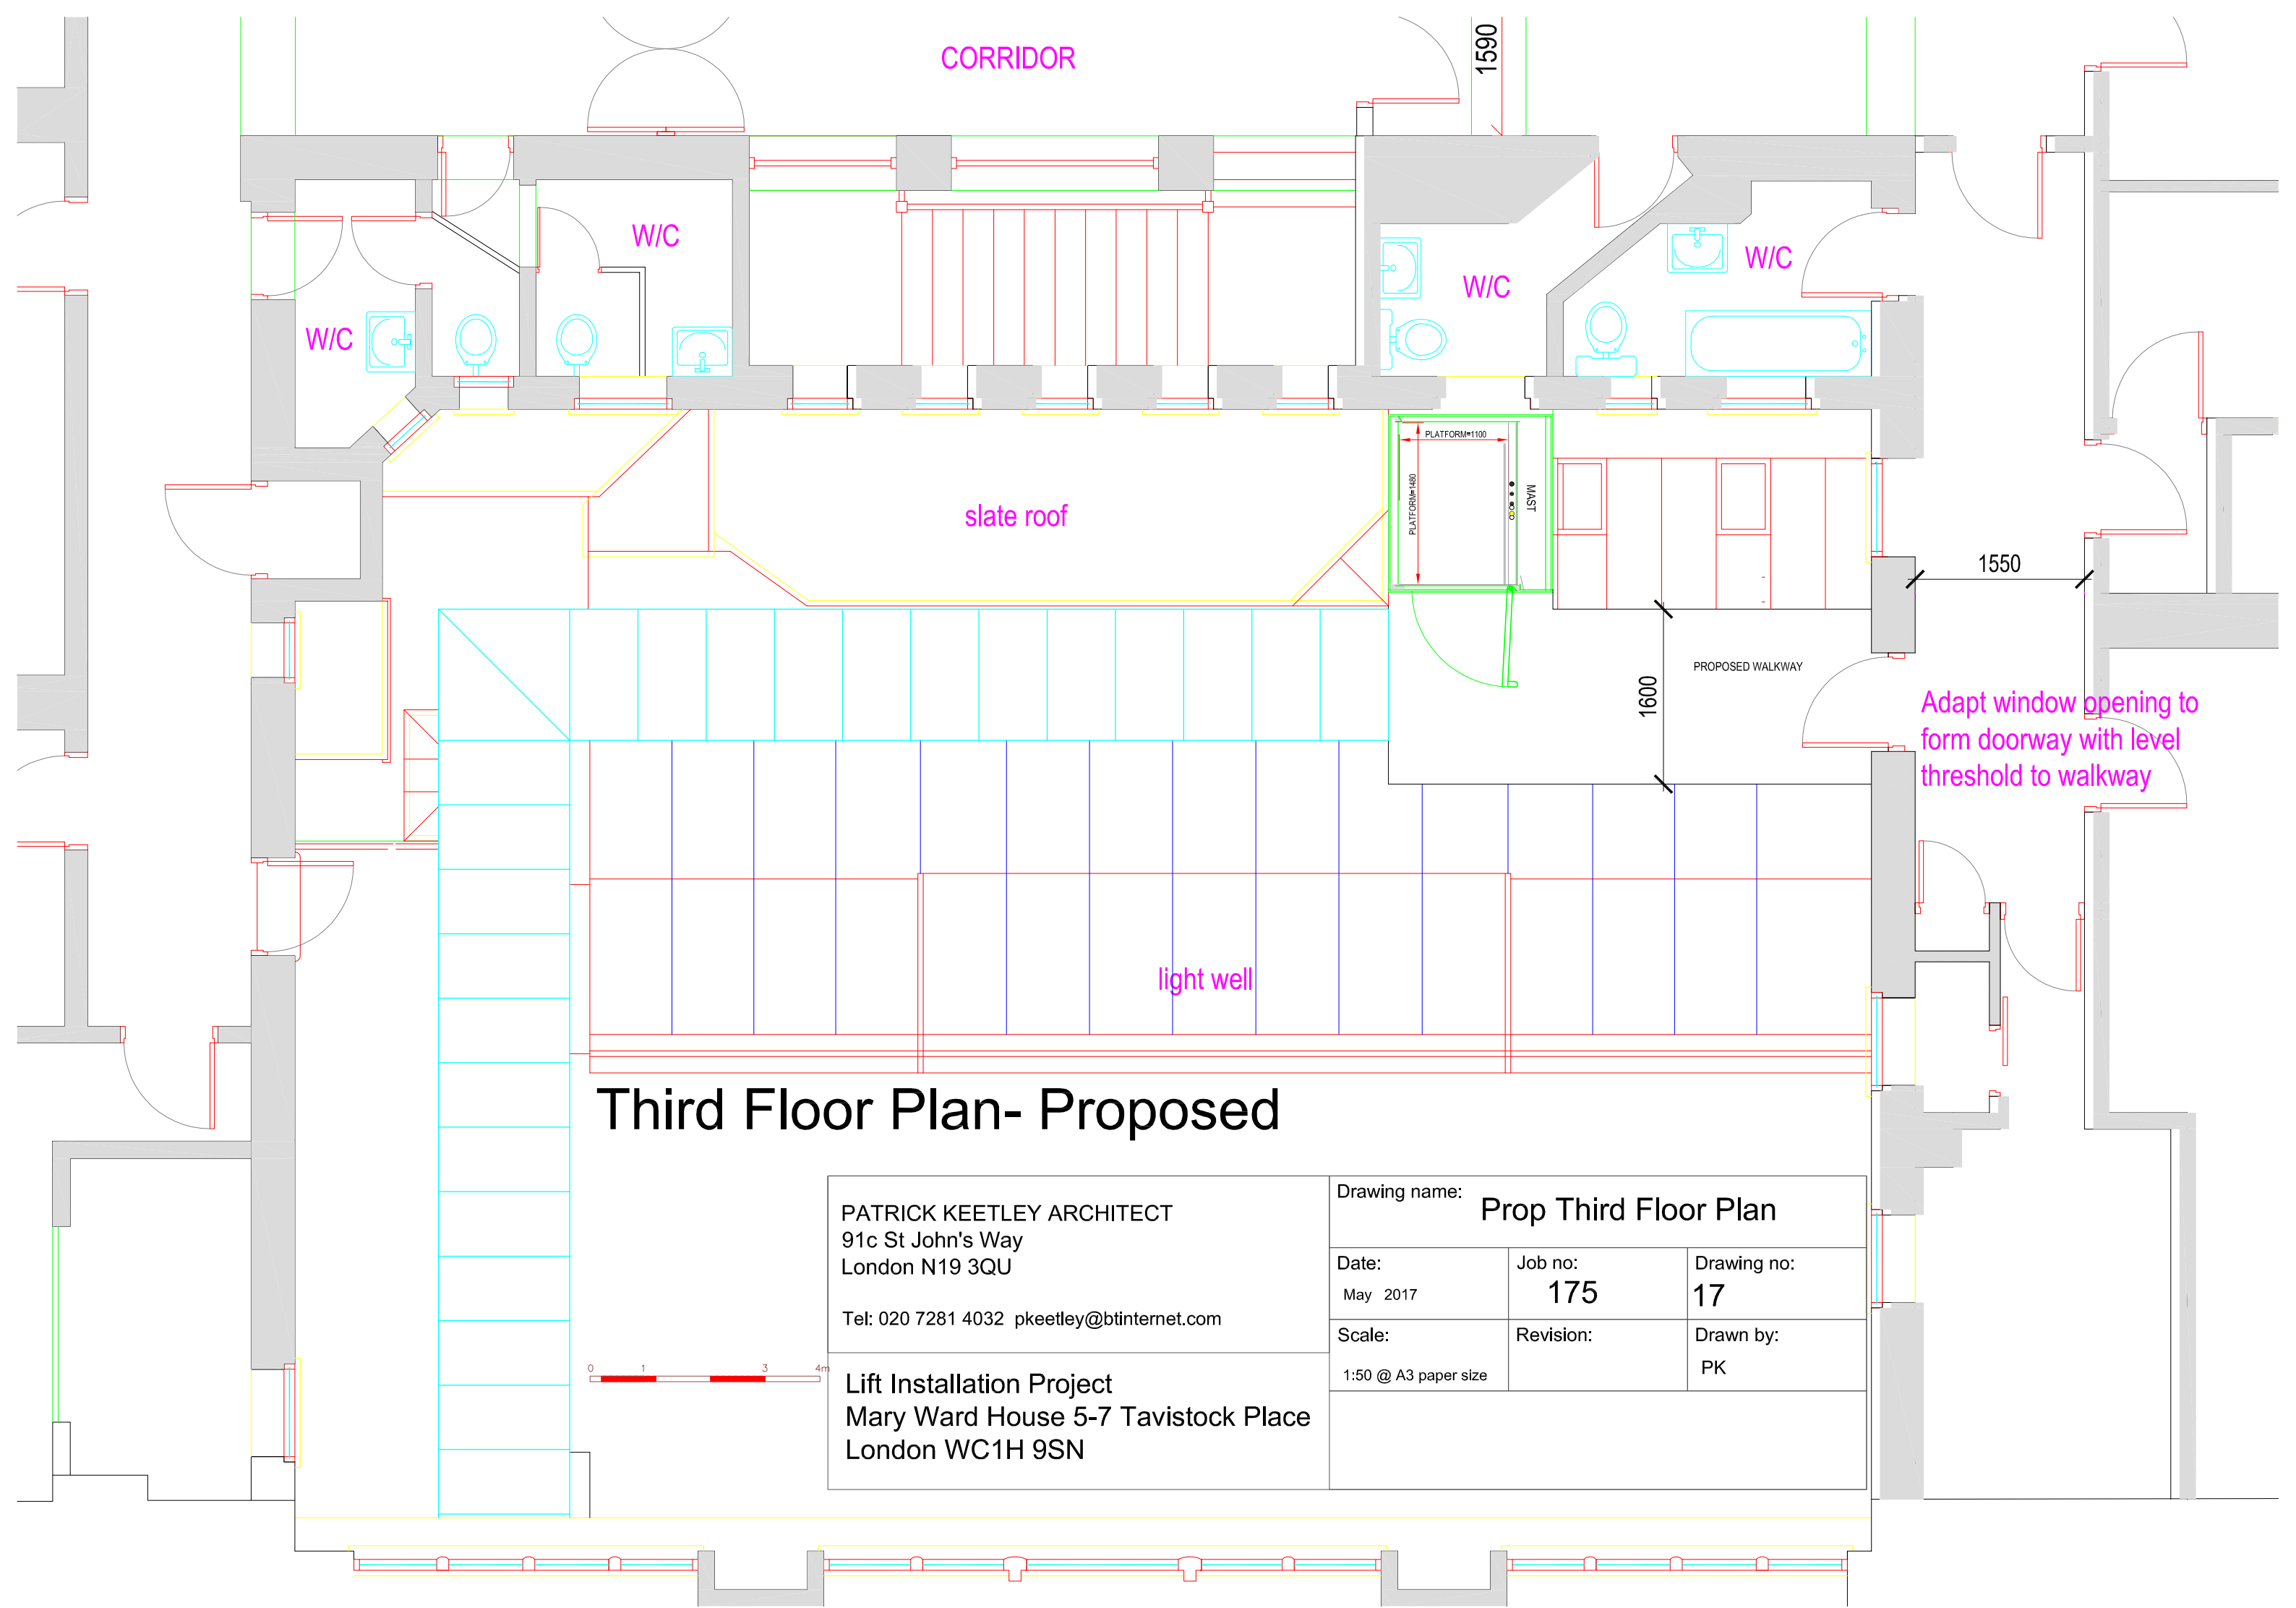 CORRIDOR
1590
W/C
W/C
W/C
W/C
W/C
PLATFORM=1100
PLATFORM=1480
MAST
slate roof
1550
1600
PROPOSED WALKWAY
Adapt window opening to
form doorway with level
threshold to walkway
light well
Third Floor Plan- Proposed
PATRICK KEETLEY ARCHITECT
91c St John's Way
London N19 3QU
Tel: 020 7281 4032 pkeetley@btinternet.com
Drawing name:
Prop Third Floor Plan
Date:
May 2017
Job no:
175
Drawing no:
17
Scale:
1:50 @ A3 paper size
Revision:
Drawn by:
PK
0 1 3 4m
Lift Installation Project
Mary Ward House 5-7 Tavistock Place
London WC1H 9SN